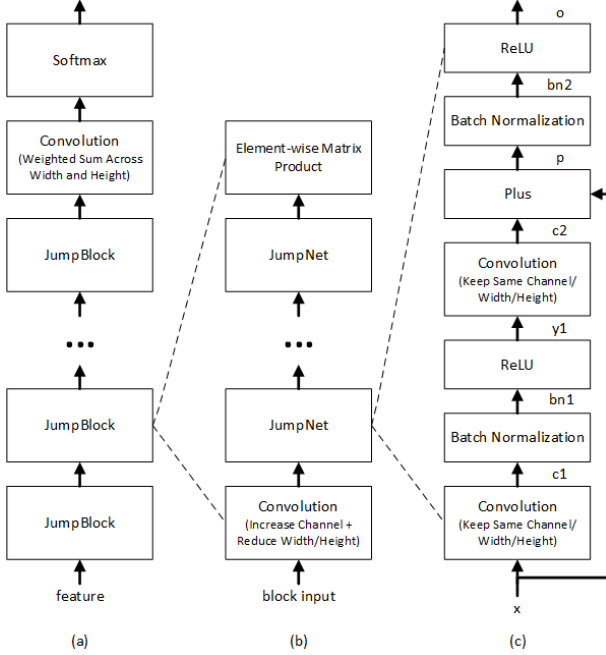 Softmax
Convolution
(Weighted Sum Across
Width and Height)
JumpBlock
...
JumpBlock
JumpBlock
feature
(a)
Element-wise Matrix
Product
JumpNet
...
JumpNet
Convolution
(Increase Channel +
Reduce Width/Height)
block input
(b)
o
ReLU
bn2
Batch Normalization
p
Plus
c2
Convolution
(Keep Same Channel/
Width/Height)
y1
ReLU
bn1
Batch Normalization
c1
Convolution
(Keep Same Channel/
Width/Height)
x
(c)